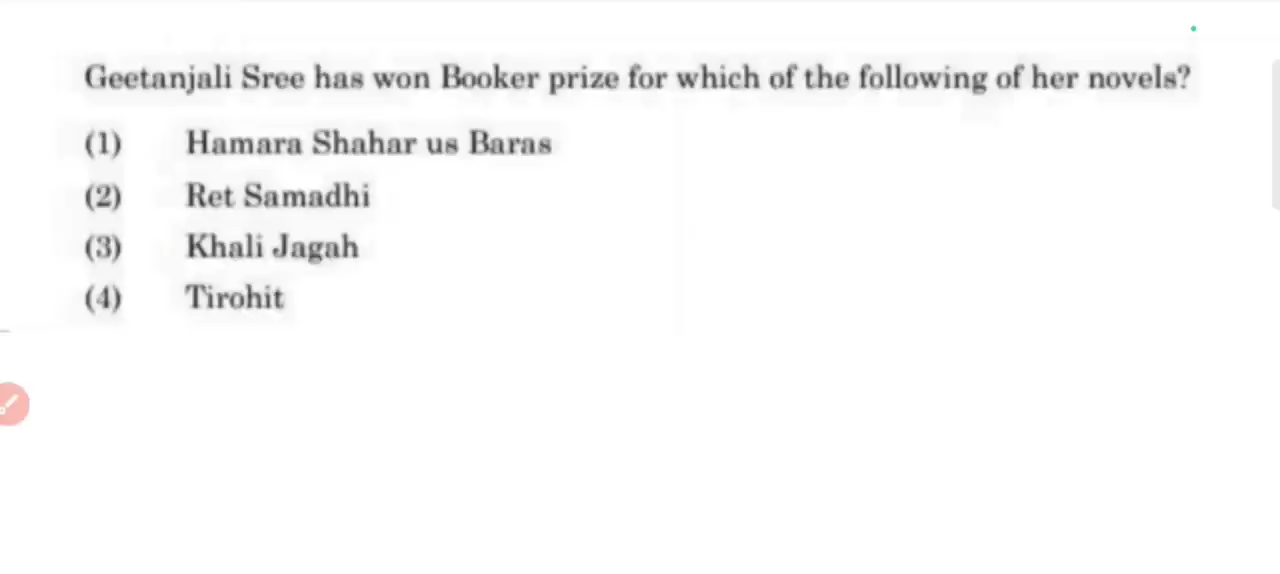 Geetanjali Sree has won Booker prize for which of the following of her novels?
(1) Hamara Shahar us Baras
(2) Ret Samadhi
(3) Khali Jagah
(4) Tirohit